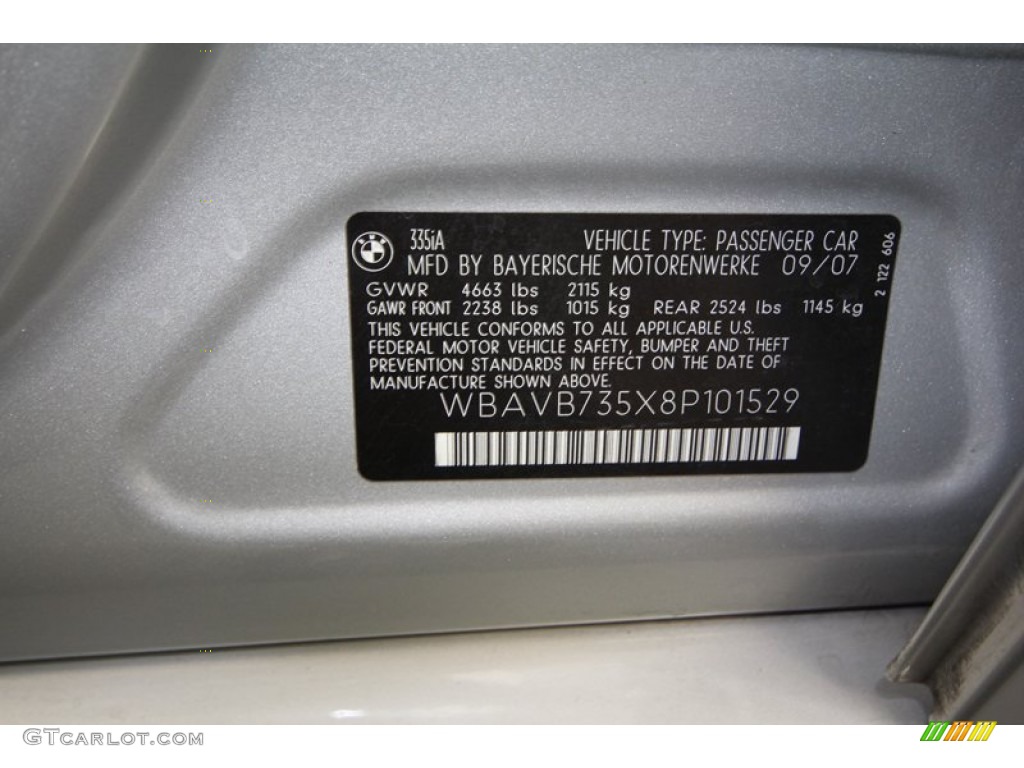 335iA VEHICLE TYPE: PASSENGER CAR
MFD BY BAYERISCHE MOTORENWERKE 09/07
GVWR 4663 lbs 2115 kg
GAWR FRONT 2238 lbs 1015 kg REAR 2524 lbs 1145 kg
THIS VEHICLE CONFORMS TO ALL APPLICABLE U.S.
FEDERAL MOTOR VEHICLE SAFETY, BUMPER AND THEFT
PREVENTION STANDARDS IN EFFECT ON THE DATE OF
MANUFACTURE SHOWN ABOVE.
WBAVB735X8P101529
2 122 606
GTCARLOT.COM